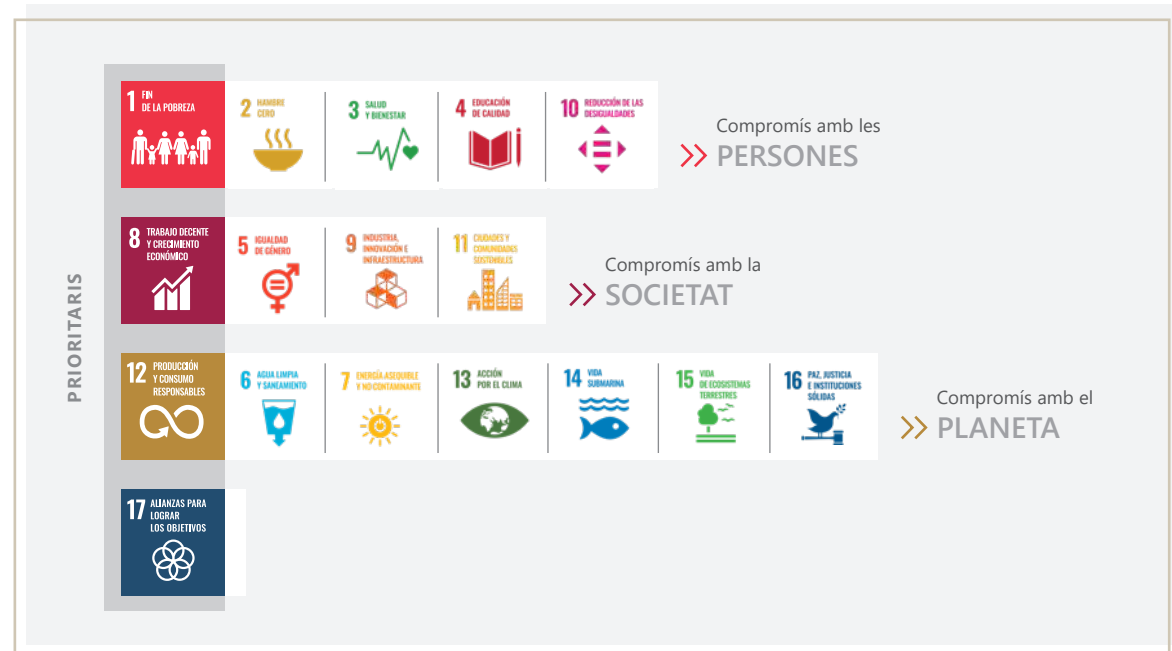 PRIORITARIS
1 FIN
DE LA POBREZA
2 HAMBRE
CERO
3 SALUD
Y BIENESTAR
4 EDUCACIÓN
DE CALIDAD
10 REDUCCIÓN DE LAS
DESIGUALDADES
Compromís amb les
PERSONES
8 TRABAJO DECENTE
Y CRECIMIENTO
ECONÓMICO
5 IGUALDAD
DE GÉNERO
9 INDUSTRIA,
INNOVACIÓN E
INFRAESTRUCTURA
11 CIUDADES Y
COMUNIDADES
SOSTENIBLES
Compromís amb la
SOCIETAT
12 PRODUCCIÓN
Y CONSUMO
RESPONSABLES
6 AGUA LIMPIA
Y SANEAMIENTO
7 ENERGÍA ASEQUIBLE
Y NO CONTAMINANTE
13 ACCIÓN
POR EL CLIMA
14 VIDA
SUBMARINA
15 VIDA
DE ECOSISTEMAS
TERRESTRES
16 PAZ, JUSTICIA
E INSTITUCIONES
SÓLIDAS
Compromís amb el
PLANETA
17 ALIANZAS PARA
LOGRAR
LOS OBJETIVOS